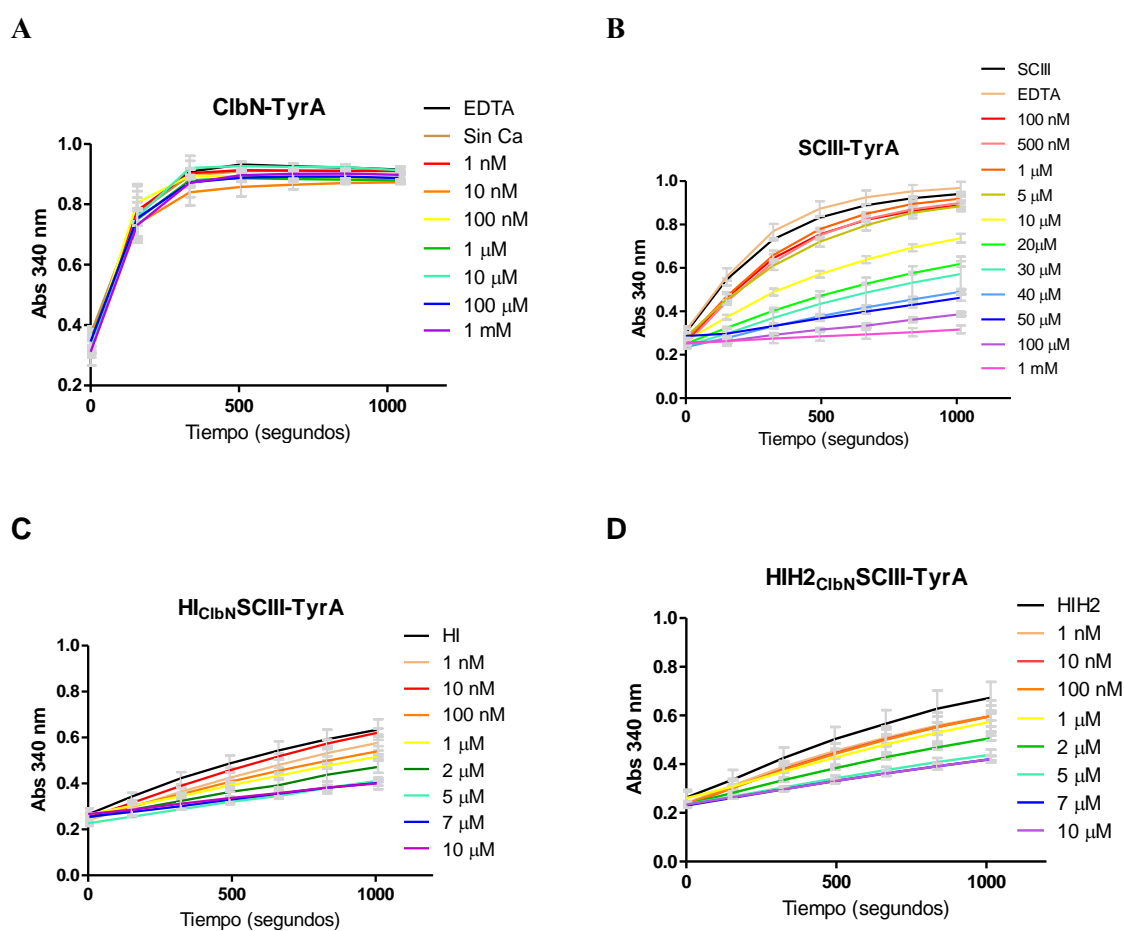 A
ClbN-TyrA
Abs 340 nm
1.0
0.8
0.6
0.4
0.2
0
500
1000
Tiempo (segundos)
EDTA
Sin Ca
1 nM
10 nM
100 nM
1 μM
10 μM
100 μM
1 mM
B
SCIII-TyrA
Abs 340 nm
1.0
0.8
0.6
0.4
0.2
0.0
0
500
1000
Tiempo (segundos)
SCIII
EDTA
100 nM
500 nM
1 μM
5 μM
10 μM
20μM
30 μM
40 μM
50 μM
100 μM
1 mM
C
HIClbNSCIII-TyrA
Abs 340 nm
1.0
0.8
0.6
0.4
0.2
0.0
0
500
1000
Tiempo (segundos)
HI
1 nM
10 nM
100 nM
1 μM
2 μM
5 μM
7 μM
10 μM
D
HIH2ClbNSCIII-TyrA
Abs 340 nm
1.0
0.8
0.6
0.4
0.2
0.0
0
500
1000
Tiempo (segundos)
HIH2
1 nM
10 nM
100 nM
1 μM
2 μM
5 μM
7 μM
10 μM